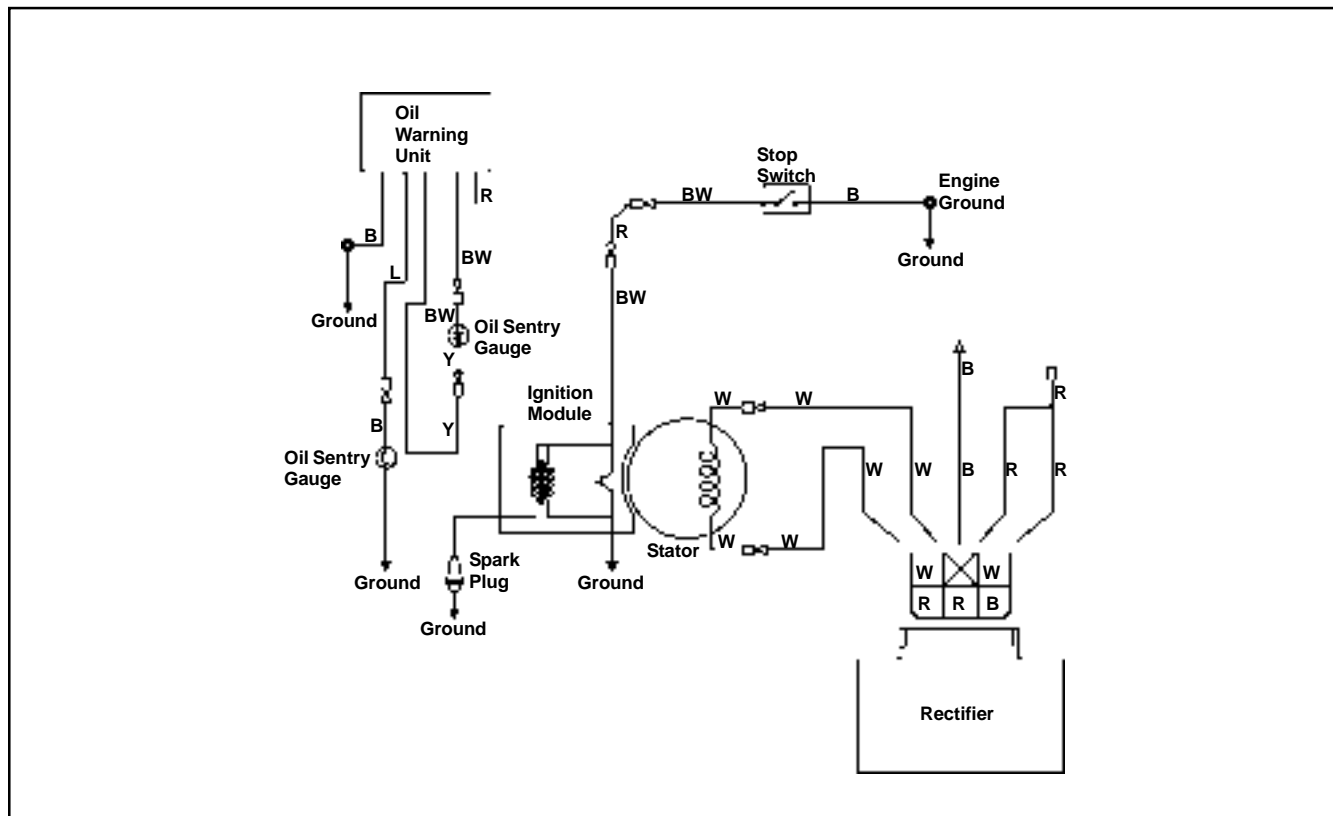 Oil
Warning
Unit
Stop
Switch
Engine
Ground
R
BW
B
B
R
Ground
BW
L
BW
Ground
BW
Oil Sentry
Gauge
Y
B
R
Ignition
Module
W
W
B
Y
Oil Sentry
Gauge
W
W
B
R
R
W
W
Stator
Spark
Plug
Ground
Ground
Ground
W
W
R
R
B
Rectifier